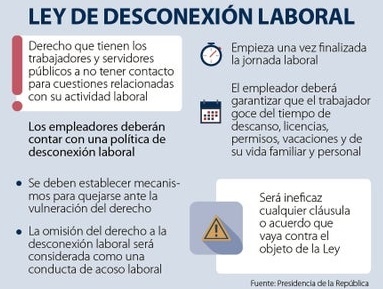 LEY DE DESCONEXIÓN LABORAL
Derecho que tienen los
trabajadores y servidores
públicos a no tener contacto
para cuestiones relacionadas
con su actividad laboral
Los empleadores deberán
contar con una política de
desconexión laboral
Se deben establecer mecanis-
mos para quejarse ante la
vulneración del derecho
La omisión del derecho a la
desconexión laboral será
considerada como una
conducta de acoso laboral
Empieza una vez finalizada
la jornada laboral
El empleador deberá
garantizar que el trabajador
goce del tiempo de
descanso, licencias,
permisos, vacaciones y de
su vida familiar y personal
Será ineficaz
cualquier cláusula
o acuerdo que
vaya contra el
objeto de la Ley
Fuente: Presidencia de la República